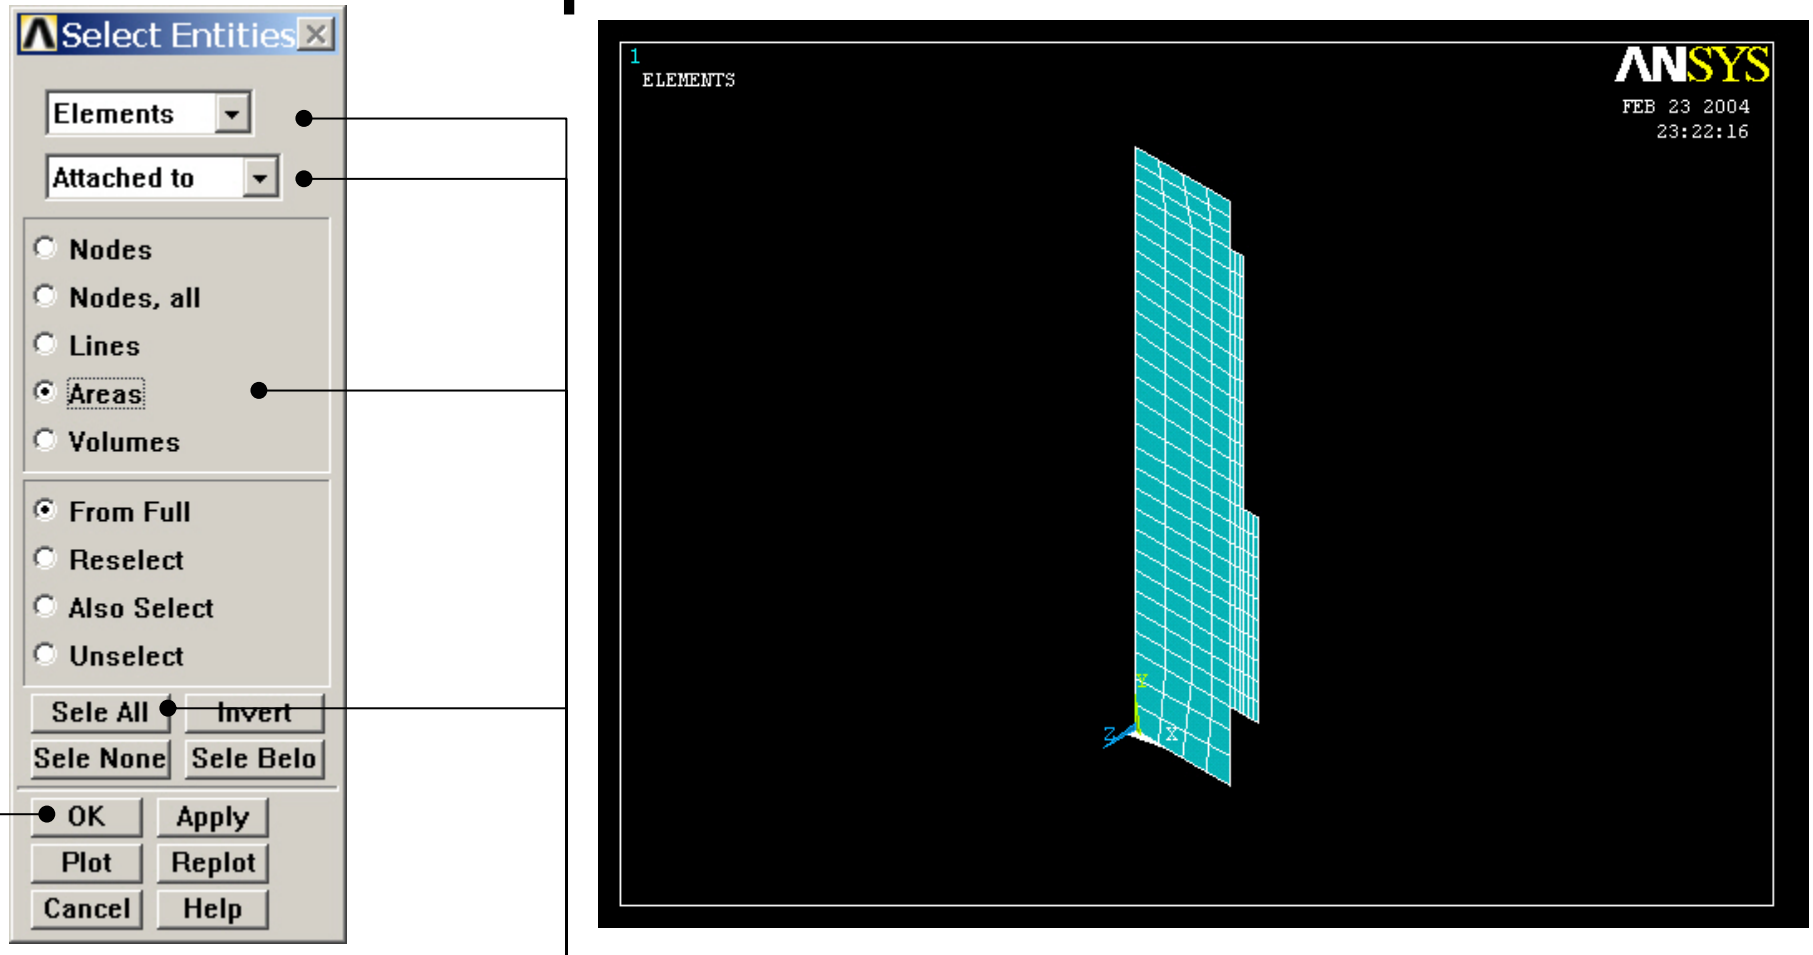 Select Entities
Elements
Attached to
Nodes
Nodes, all
Lines
Areas
Volumes
From Full
Reselect
Also Select
Unselect
Sele All Invert
Sele None Sele Belo
OK Apply
Plot Replot
Cancel Help
1
ELEMENTS
ANSYS
FEB 23 2004
23:22:16
Y
Z X